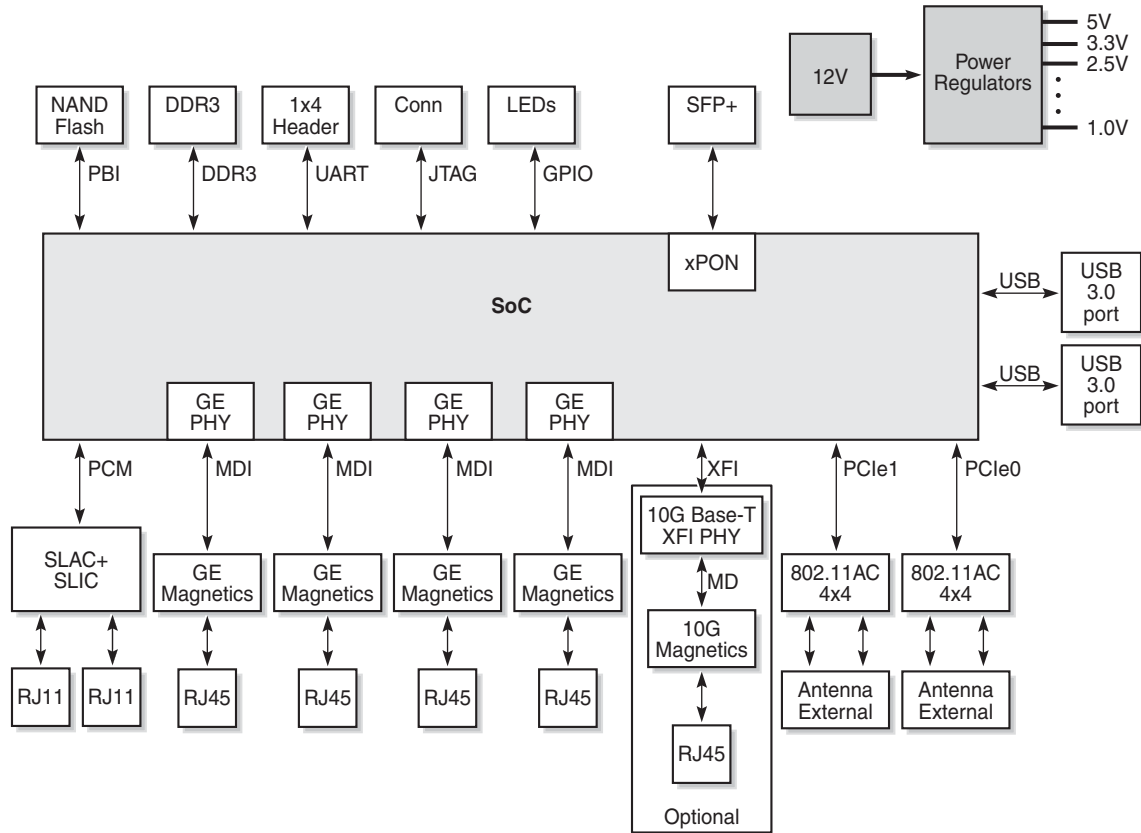 12V
Power
Regulators
5V
3.3V
2.5V
1.0V
NAND
Flash
DDR3
1x4
Header
Conn
LEDs
SFP+
PBI
DDR3
UART
JTAG
GPIO
xPON
SoC
USB
USB
3.0
port
USB
USB
3.0
port
GE
PHY
GE
PHY
GE
PHY
GE
PHY
PCM
MDI
MDI
MDI
MDI
XFI
PCIe1
PCIe0
SLAC+
SLIC
GE
Magnetics
GE
Magnetics
GE
Magnetics
GE
Magnetics
10G Base-T
XFI PHY
MD
10G
Magnetics
802.11AC
4x4
802.11AC
4x4
RJ11
RJ11
RJ45
RJ45
RJ45
RJ45
RJ45
Antenna
External
Antenna
External
Optional